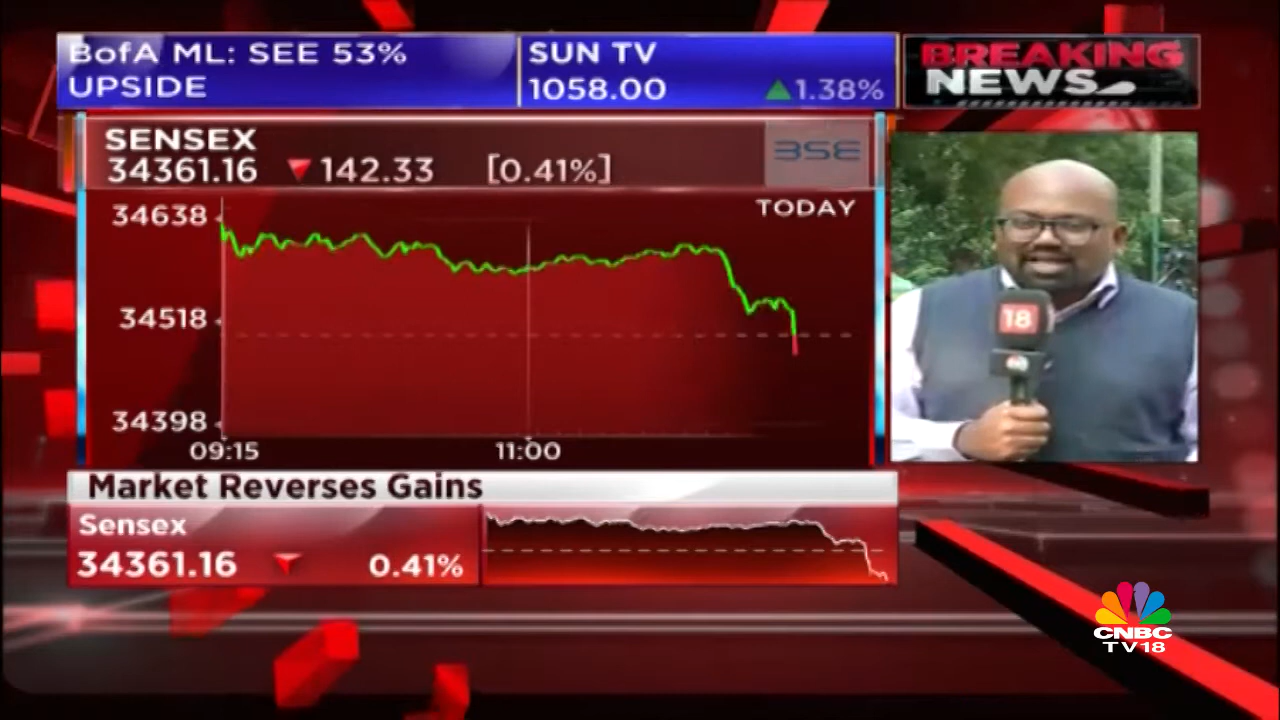 BofA ML: SEE 53%
UPSIDE
SUN TV
1058.00 ▲1.38%
BREAKING
NEWS
SENSEX
34361.16 ▼142.33 [0.41%]
BSE
TODAY
34638
34518
34398
09:15 11:00
18
Market Reverses Gains
Sensex
34361.16 ▼ 0.41%
CNBC
TV18